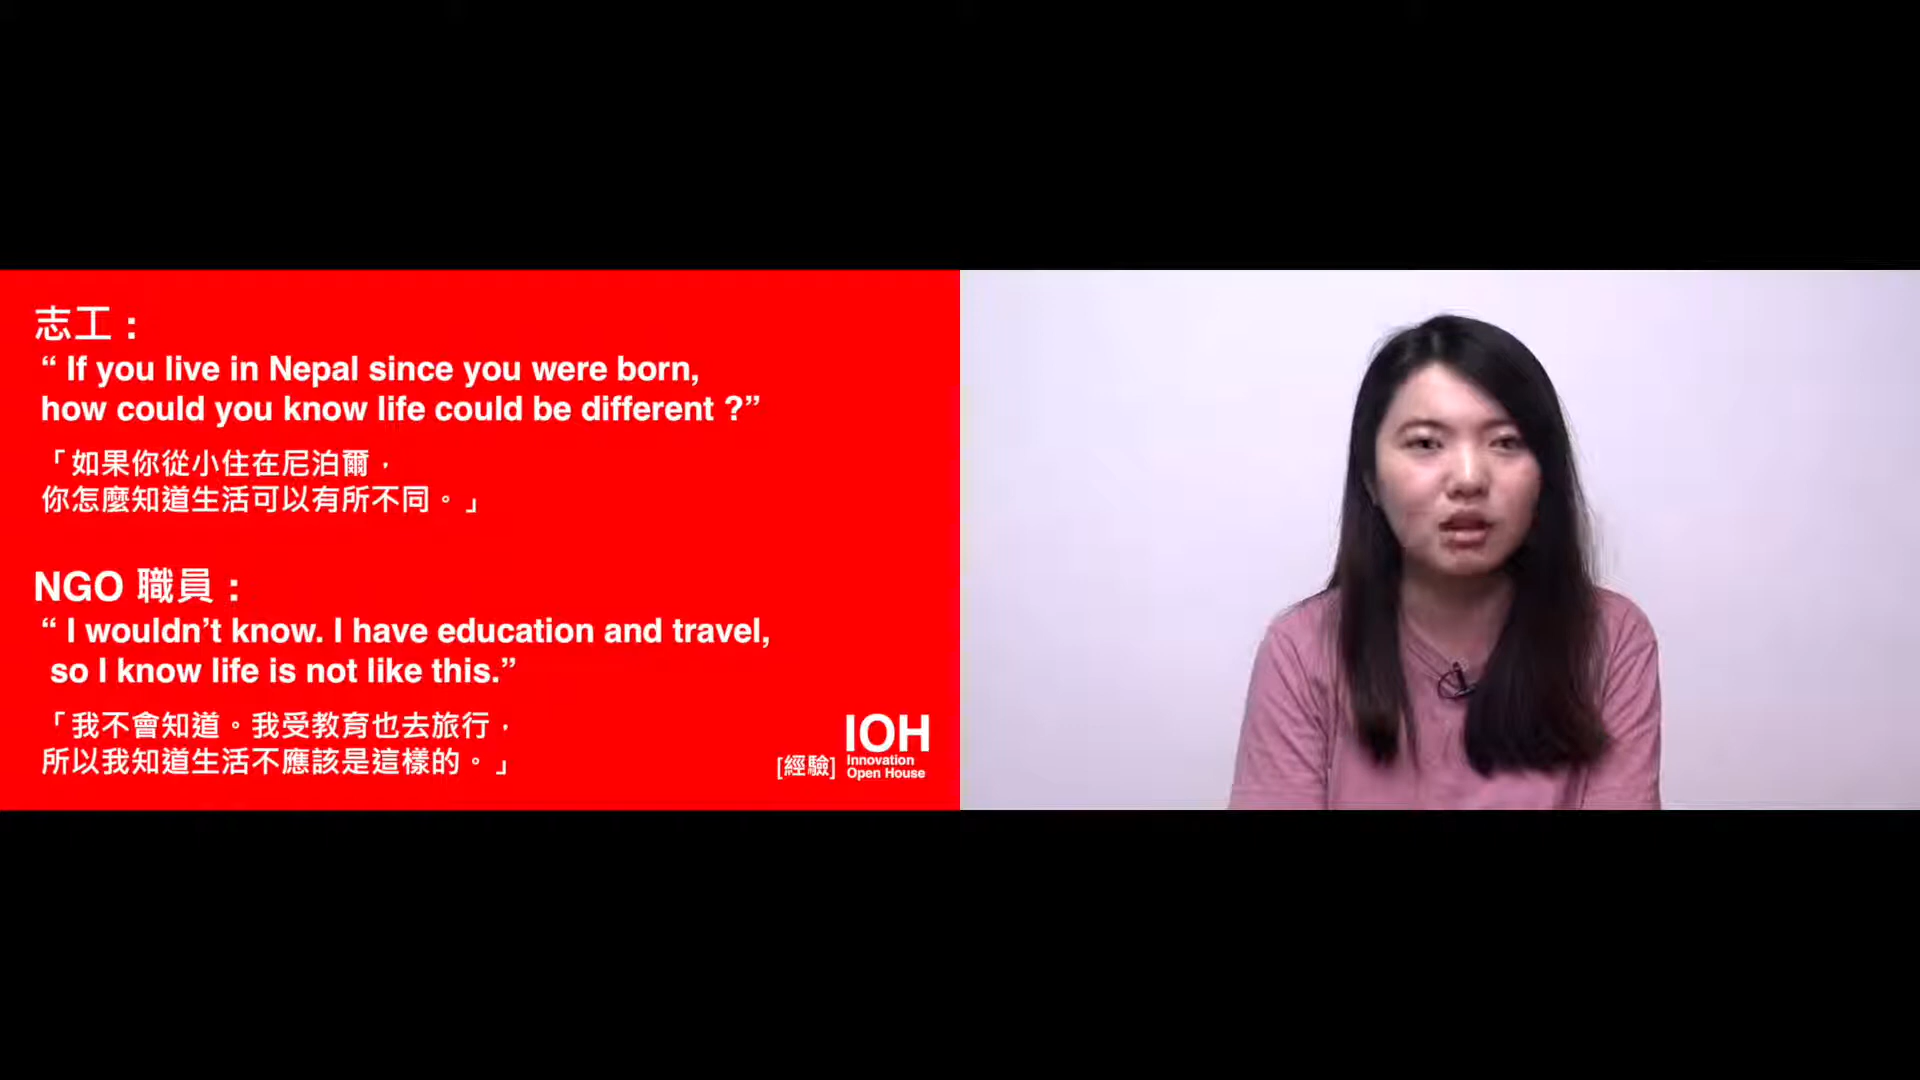 志工：
“ If you live in Nepal since you were born,
how could you know life could be different ?”
「如果你從小住在尼泊爾，
你怎麼知道生活可以有所不同。」
NGO 職員：
“ I wouldn’t know. I have education and travel,
so I know life is not like this.”
「我不會知道。我受教育也去旅行，
所以我知道生活不應該是這樣的。」
[經驗]
IOH
Innovation
Open House